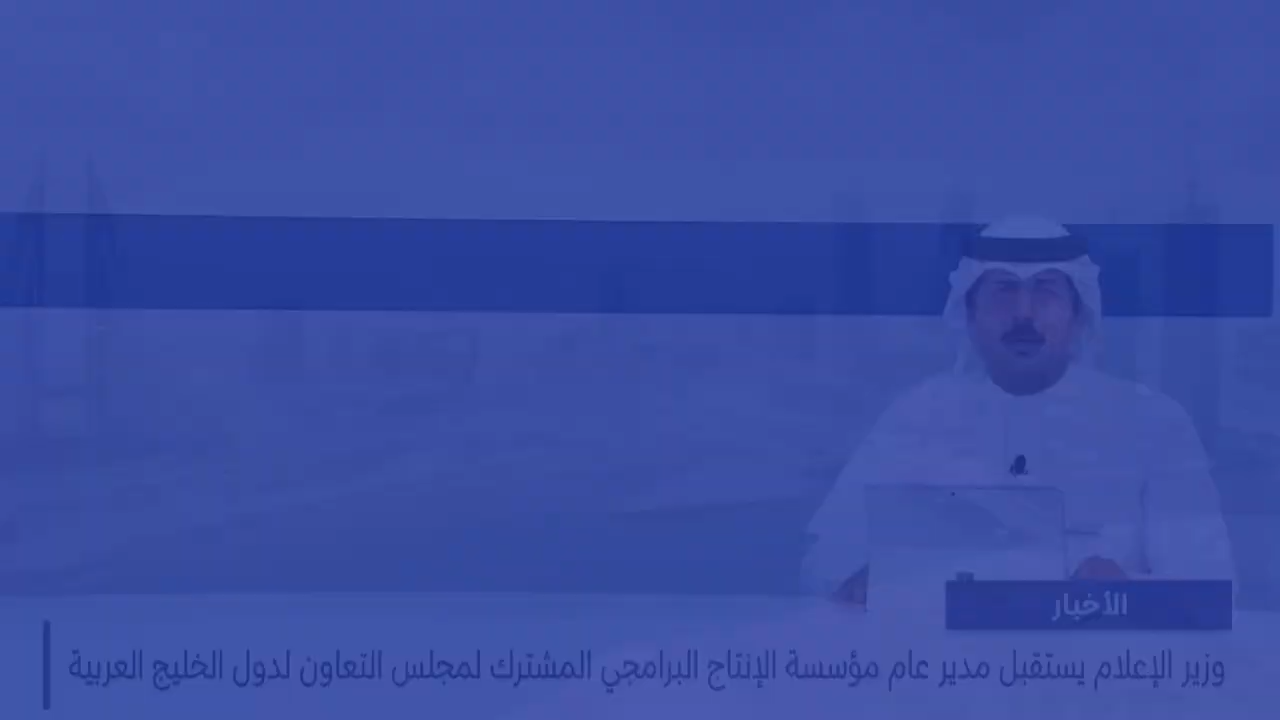 الأخبار
وزير الإعلام يستقبل مدير عام مؤسسة الإنتاج البرامجي المشترك لمجلس التعاون لدول الخليج العربية